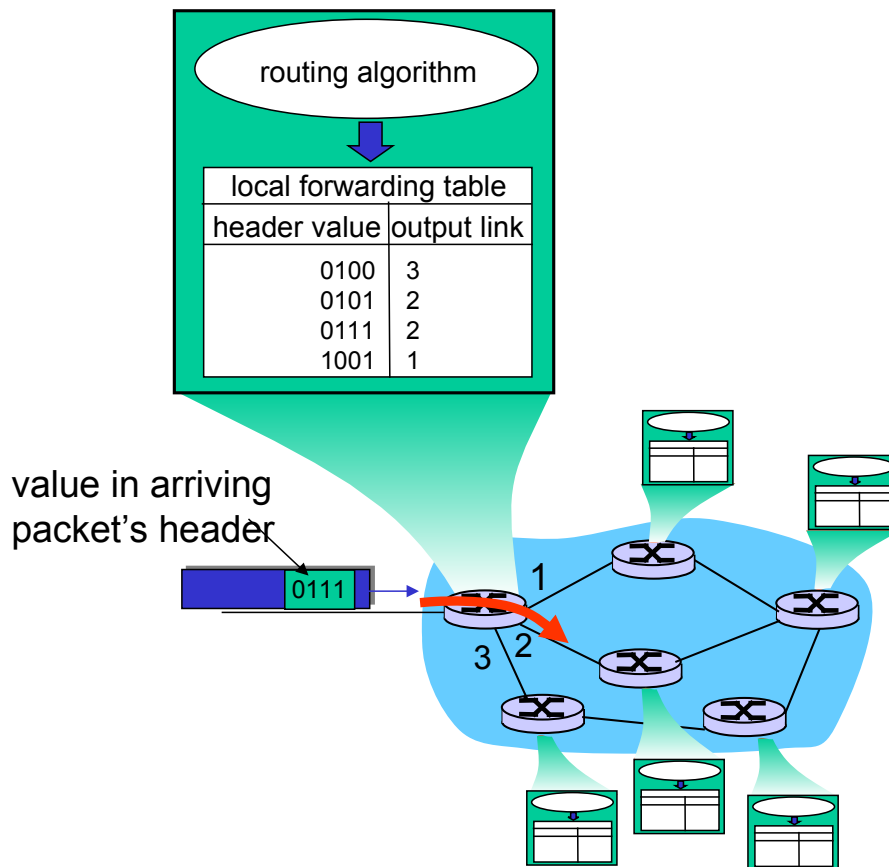 routing algorithm
local forwarding table
header value output link
0100 3
0101 2
0111 2
1001 1
value in arriving
packet's header
0111
1
2
3